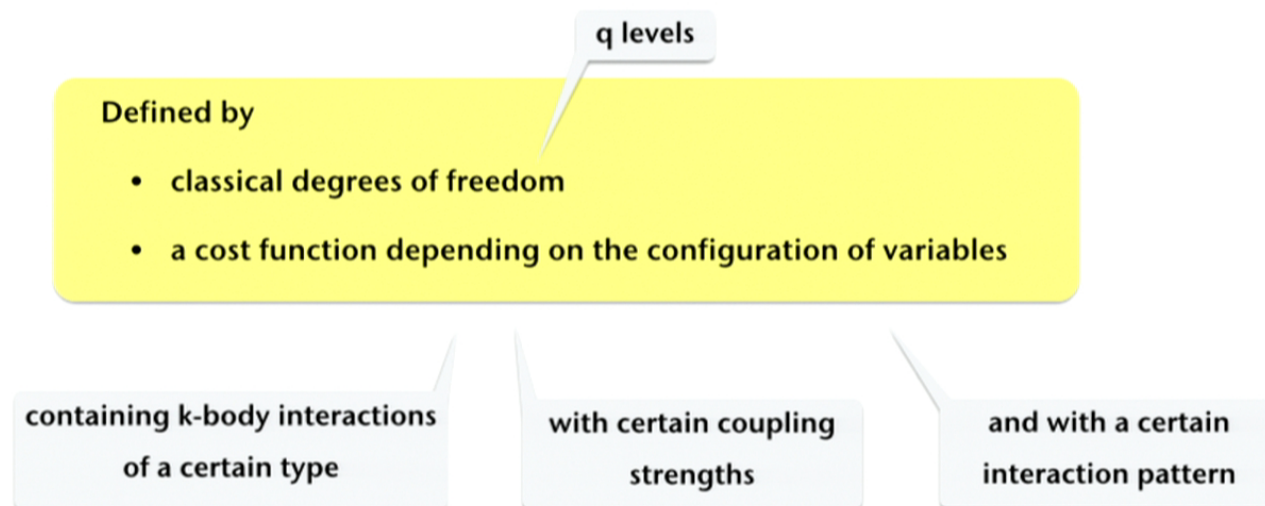 q levels
Defined by
• classical degrees of freedom
• a cost function depending on the configuration of variables
containing k-body interactions
of a certain type
with certain coupling
strengths
and with a certain
interaction pattern